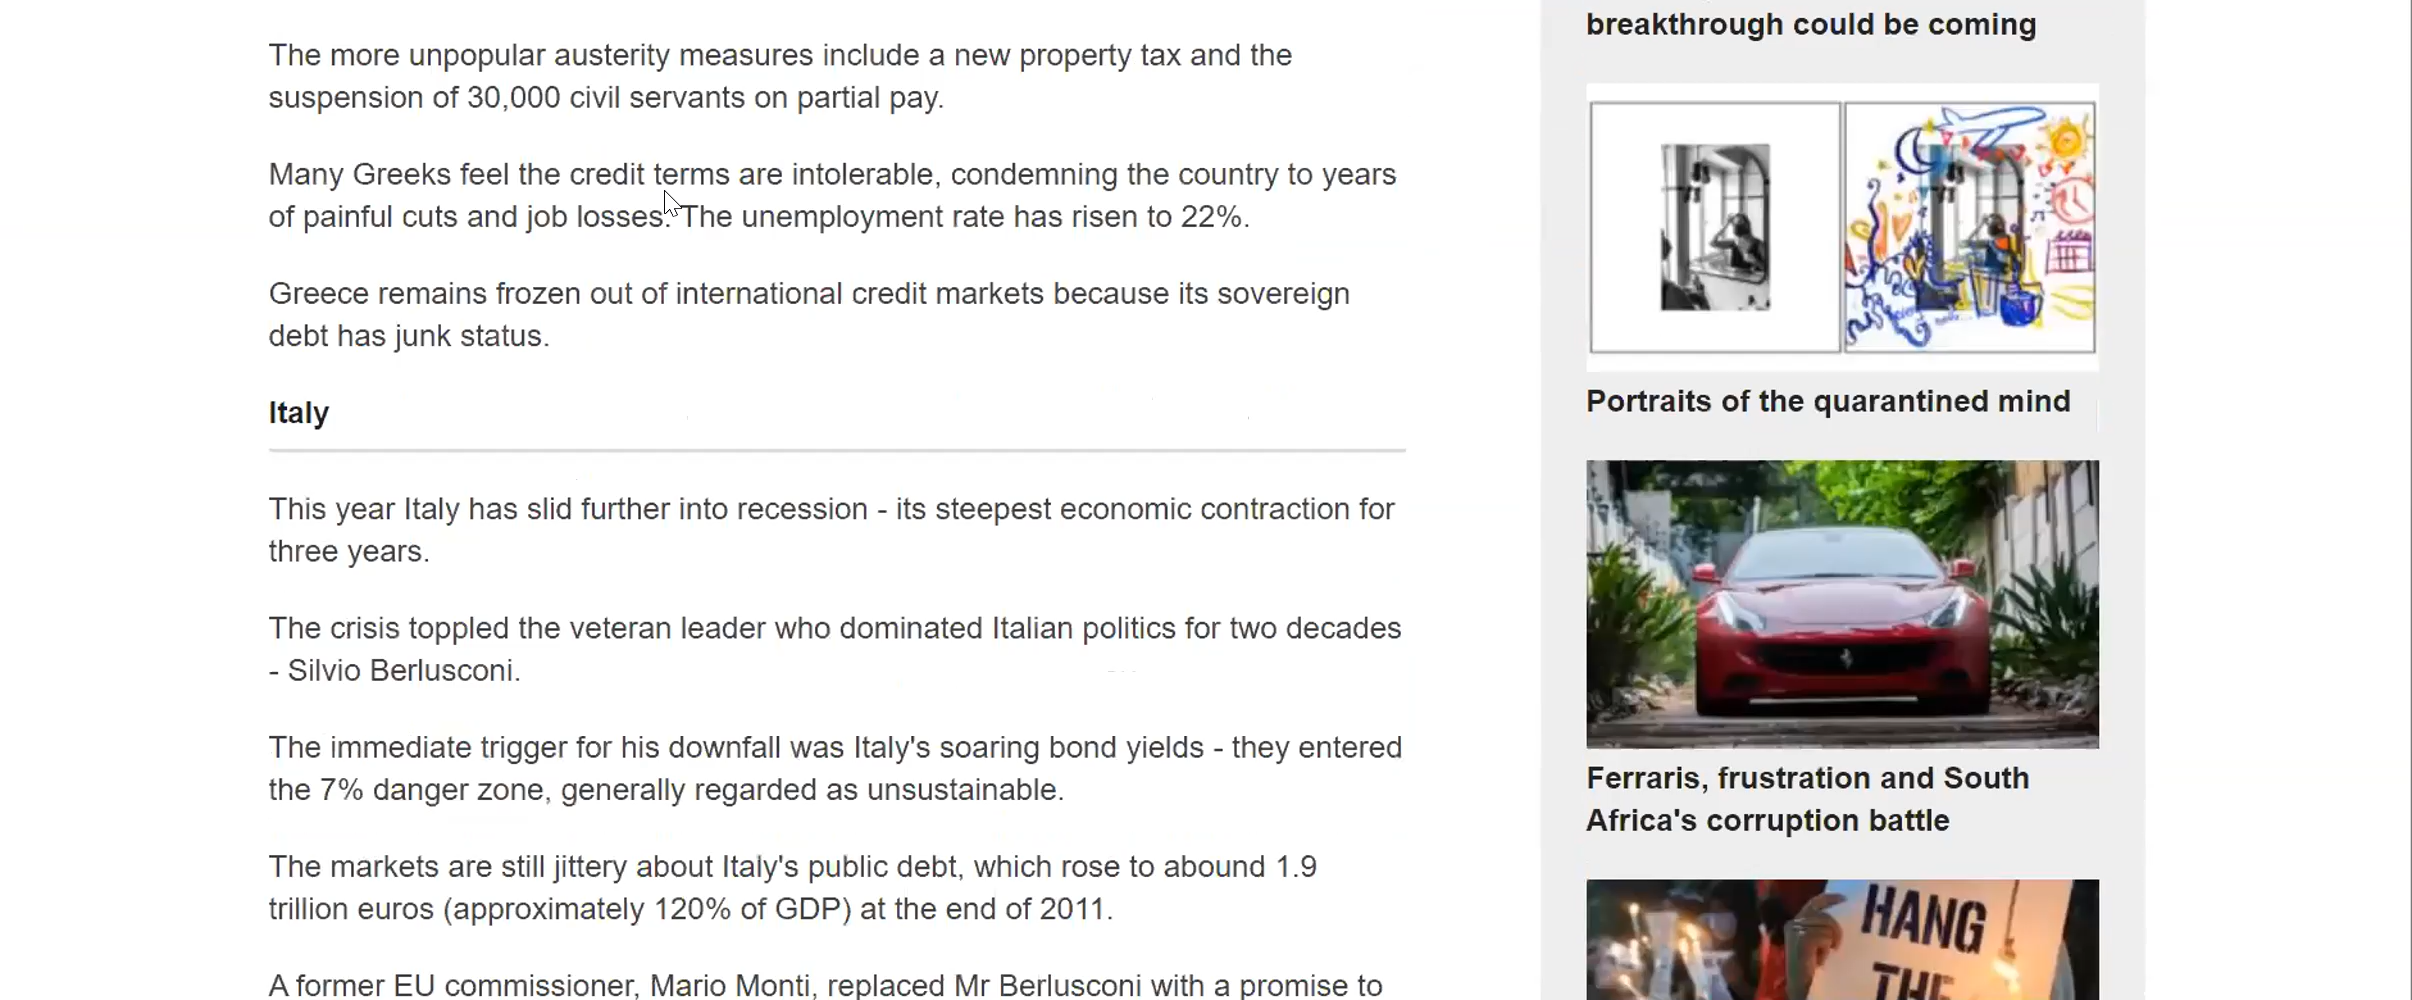 The more unpopular austerity measures include a new property tax and the
suspension of 30,000 civil servants on partial pay.
Many Greeks feel the credit terms are intolerable, condemning the country to years
of painful cuts and job losses. The unemployment rate has risen to 22%.
Greece remains frozen out of international credit markets because its sovereign
debt has junk status.
Italy
This year Italy has slid further into recession - its steepest economic contraction for
three years.
The crisis toppled the veteran leader who dominated Italian politics for two decades
- Silvio Berlusconi.
The immediate trigger for his downfall was Italy's soaring bond yields - they entered
the 7% danger zone, generally regarded as unsustainable.
The markets are still jittery about Italy's public debt, which rose to abound 1.9
trillion euros (approximately 120% of GDP) at the end of 2011.
A former EU commissioner, Mario Monti, replaced Mr Berlusconi with a promise to
breakthrough could be coming
Portraits of the quarantined mind
Ferraris, frustration and South
Africa's corruption battle
HANG
THE